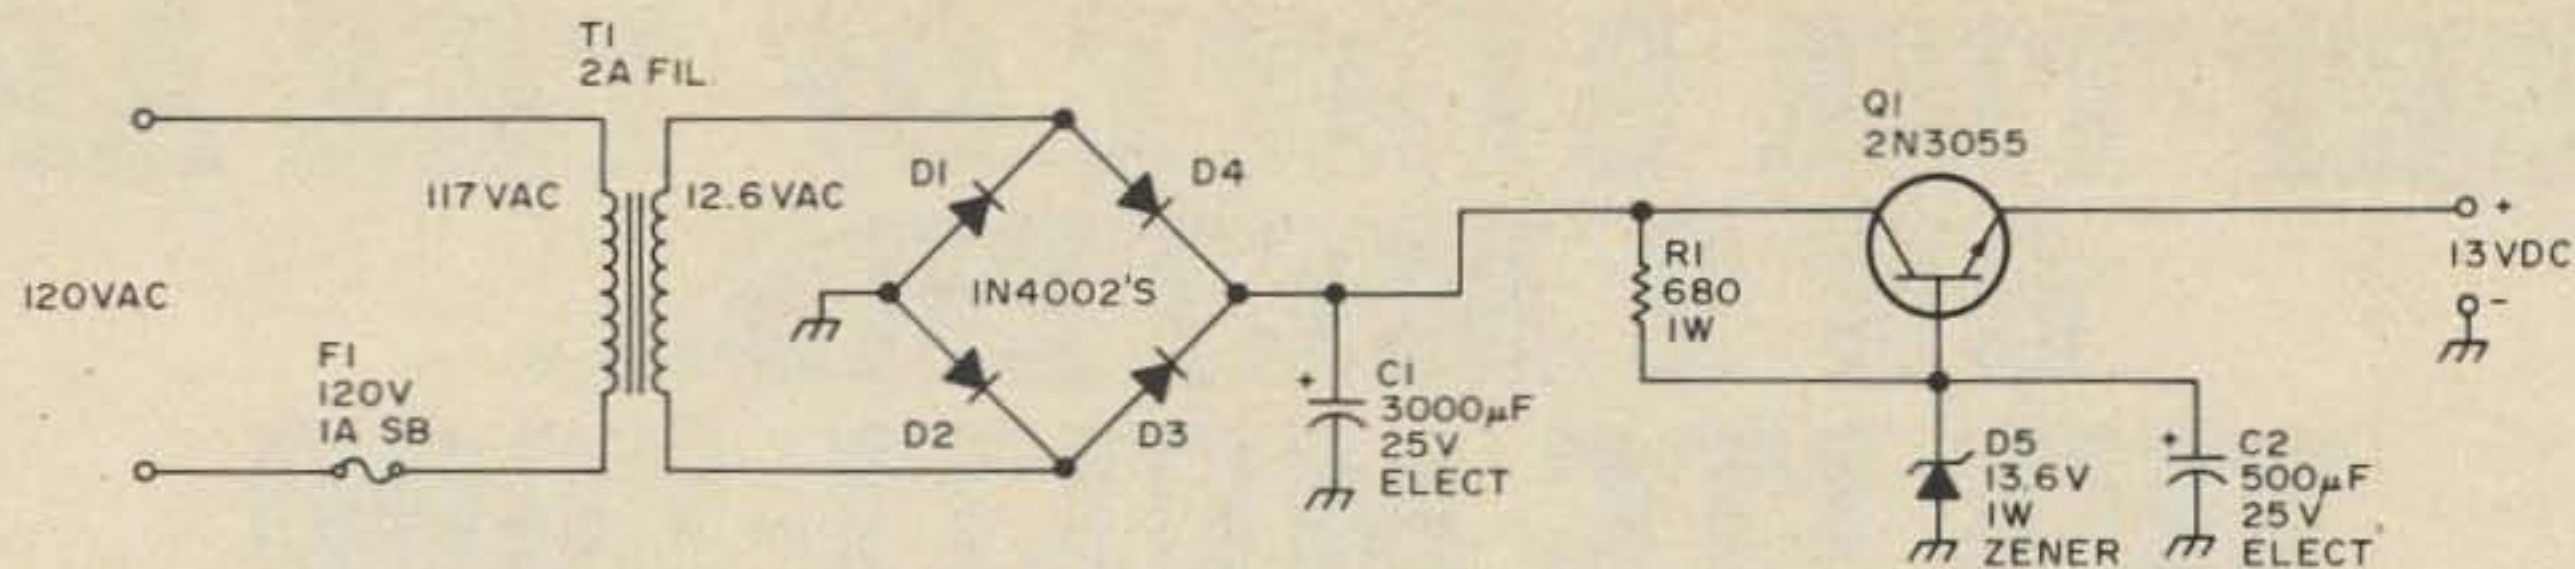 T1
2A FIL.
117VAC
12.6VAC
120VAC
F1
120V
1A SB
D1
D4
1N4002'S
D2
D3
+
C1
3000µF
25V
ELECT
R1
680
1W
Q1
2N3055
+
13VDC
-
D5
13.6V
1W
ZENER
+
C2
500µF
25V
ELECT